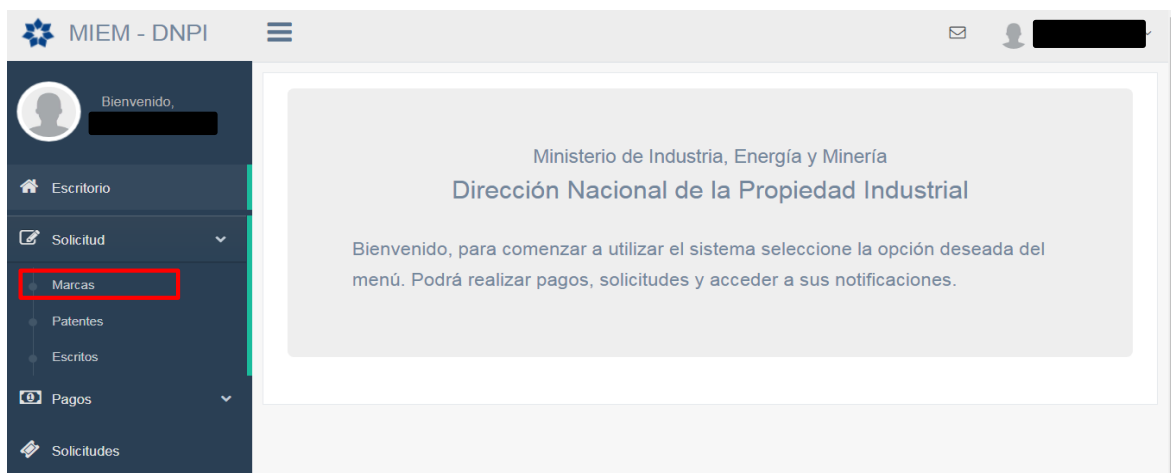 MIEM - DNPI
Bienvenido,
Escritorio
Solicitud
Marcas
Patentes
Escritos
Pagos
Solicitudes
Ministerio de Industria, Energía y Minería
Dirección Nacional de la Propiedad Industrial
Bienvenido, para comenzar a utilizar el sistema seleccione la opción deseada del
menú. Podrá realizar pagos, solicitudes y acceder a sus notificaciones.